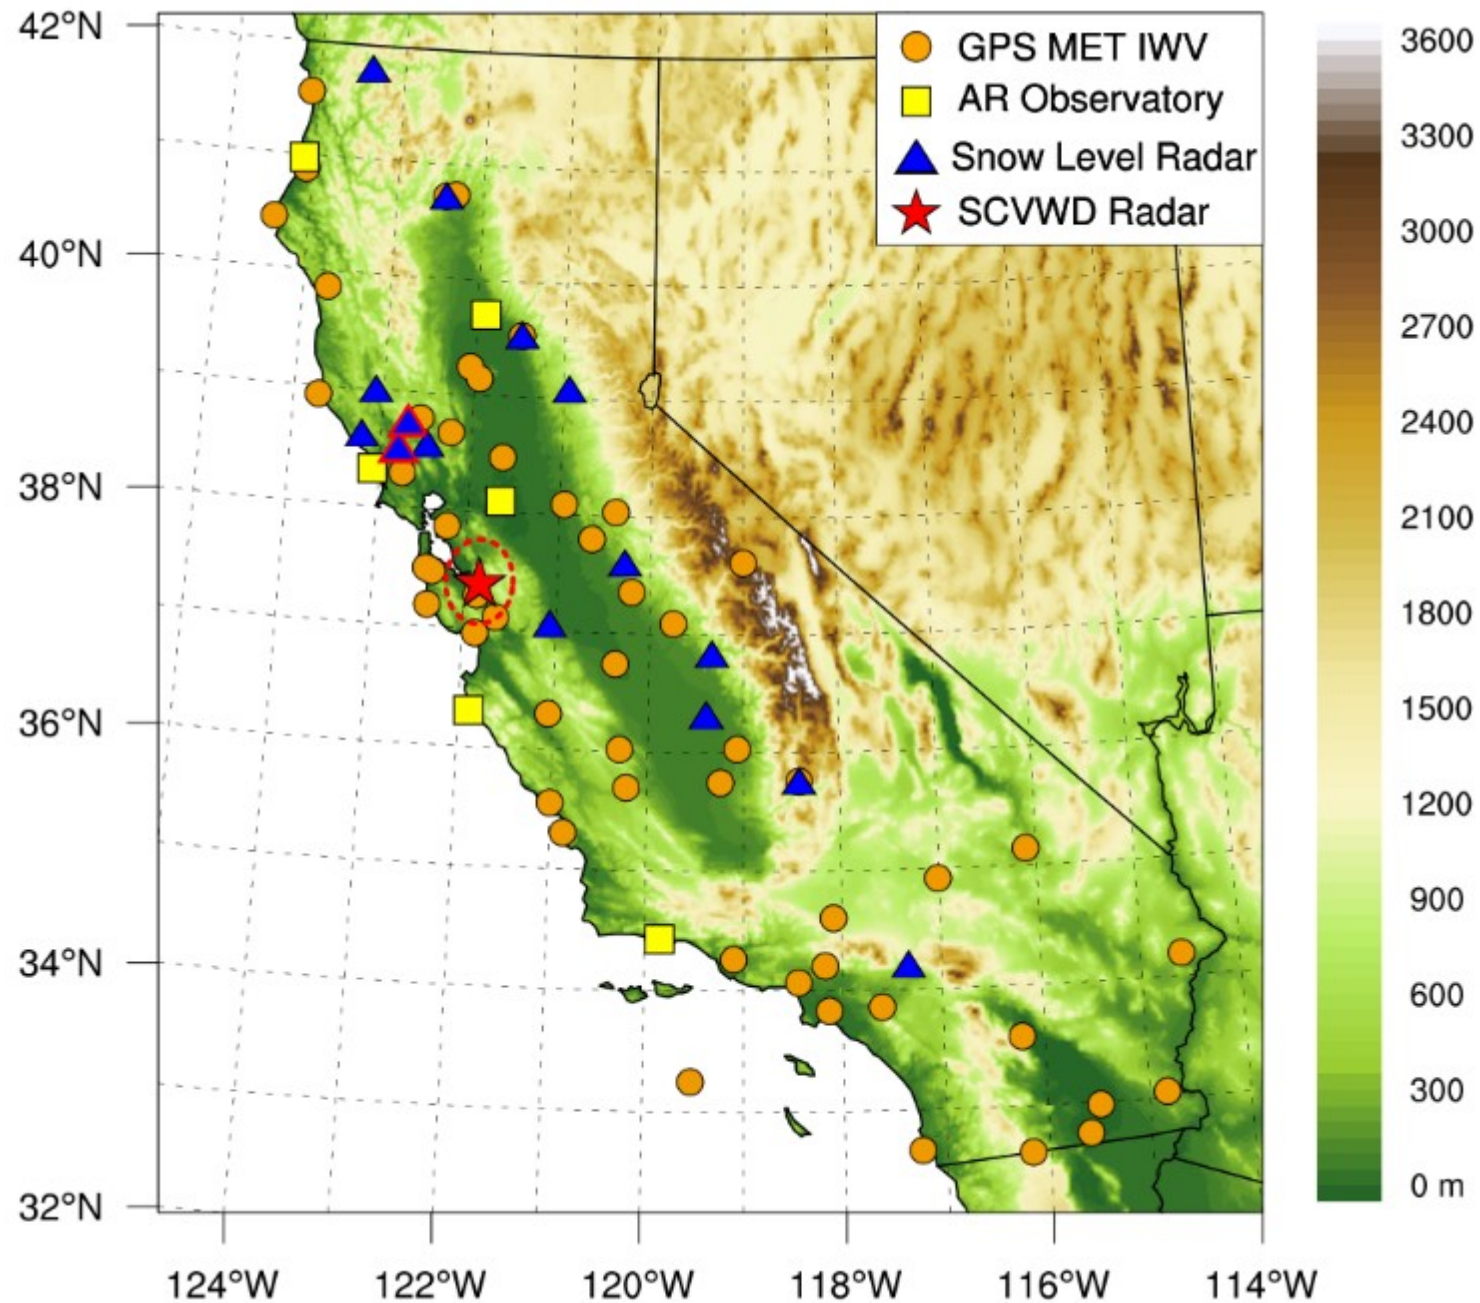 42°N
40°N
38°N
36°N
34°N
32°N
124°W
122°W
120°W
118°W
116°W
114°W
GPS MET IWV
AR Observatory
Snow Level Radar
SCVWD Radar
3600
3300
3000
2700
2400
2100
1800
1500
1200
900
600
300
0 m